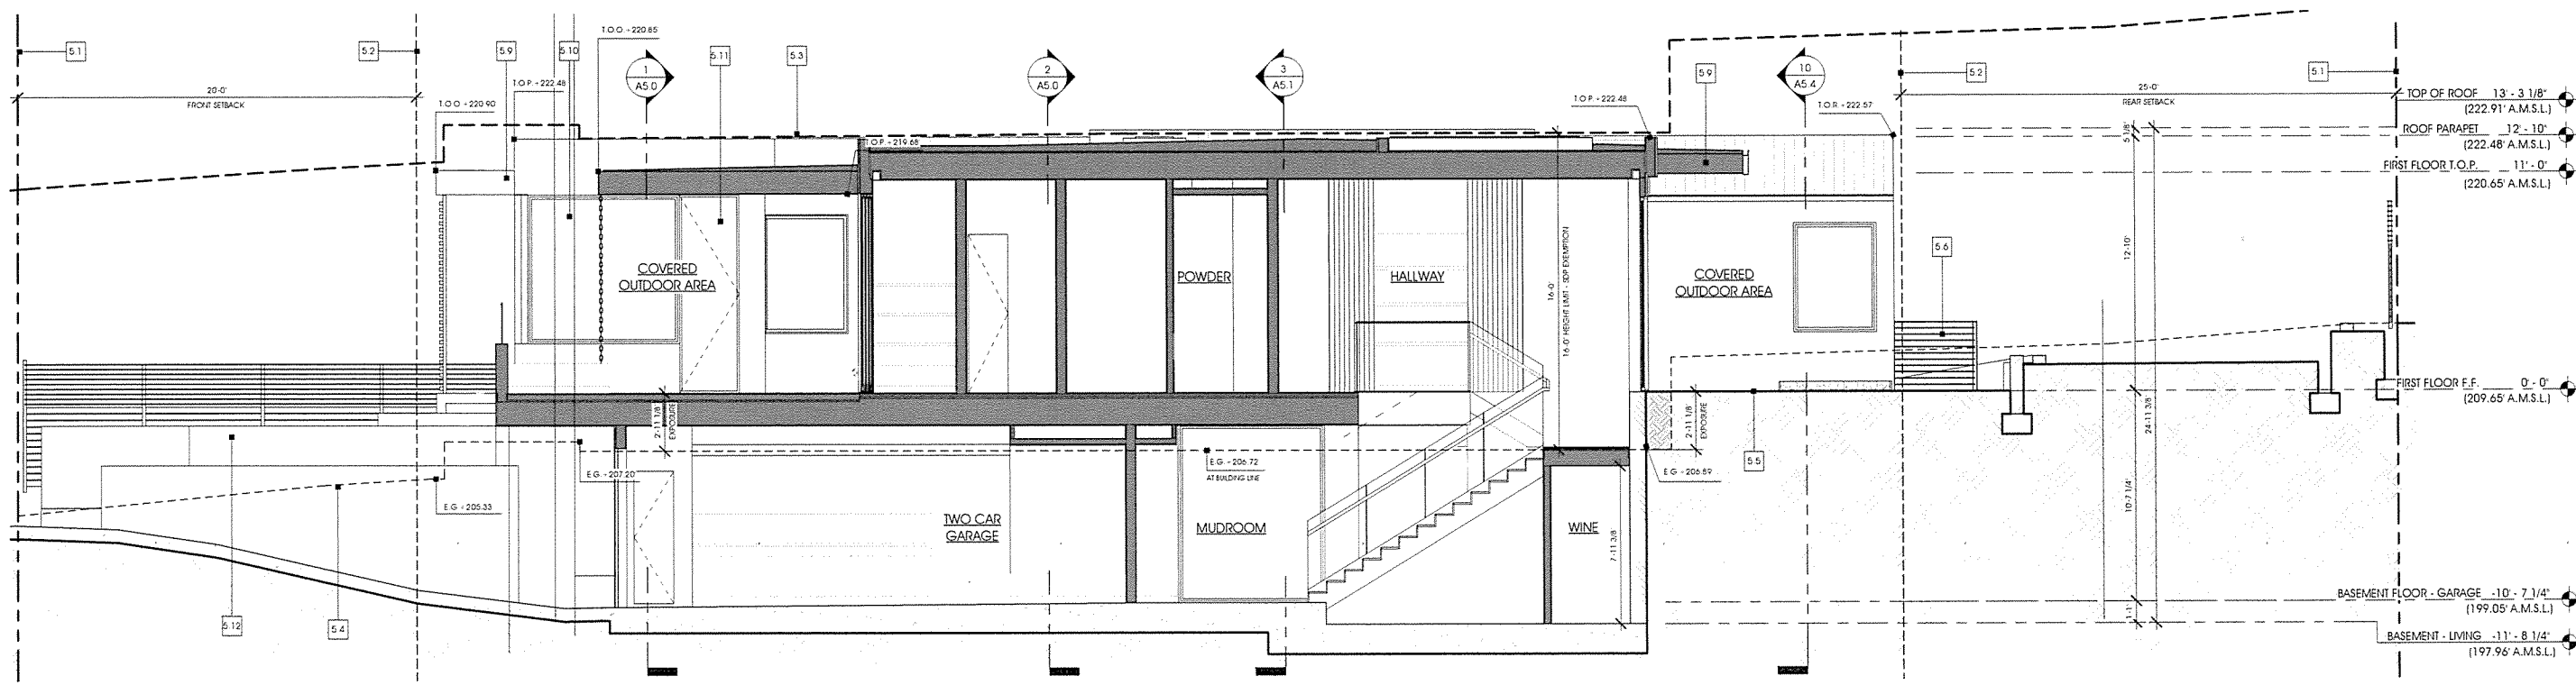 T.O.O. - 220.85
5.1
5.2
5.9
5.10
1
A5.0
5.11
5.3
2
A5.0
3
A5.1
5.9
10
A5.4
5.2
5.1
20'-0"
FRONT SETBACK
T.O.O. - 220.90
T.O.P. - 222.48
T.O.P. - 222.48
T.O.R. - 222.57
25'-0"
REAR SETBACK
TOP OF ROOF 13' - 3 1/8"
(222.91' A.M.S.L.)
5 1/8"
ROOF PARAPET 12' - 10"
(222.48' A.M.S.L.)
T.O.P. - 219.68
FIRST FLOOR T.O.P. 11' - 0"
(220.65' A.M.S.L.)
COVERED
OUTDOOR AREA
POWDER
HALLWAY
16'-0"
16'-0" HEIGHT LIMIT - SDP EXEMPTION
COVERED
OUTDOOR AREA
5.6
12'-10"
24'-11 3/8"
FIRST FLOOR F.F. 0' - 0"
(209.65' A.M.S.L.)
2'-11 1/8"
EXPOSURE
2'-11 1/8"
EXPOSURE
E.G. - 207.20
E.G. - 206.72
AT BUILDING LINE
E.G. - 206.89
5.5
E.G. - 205.33
TWO CAR
GARAGE
MUDROOM
WINE
7'-11 3/8"
10'-7 1/4"
5.12
5.4
BASEMENT FLOOR - GARAGE -10' - 7 1/4"
(199.05' A.M.S.L.)
1'-1"
BASEMENT - LIVING -11' - 8 1/4"
(197.96' A.M.S.L.)